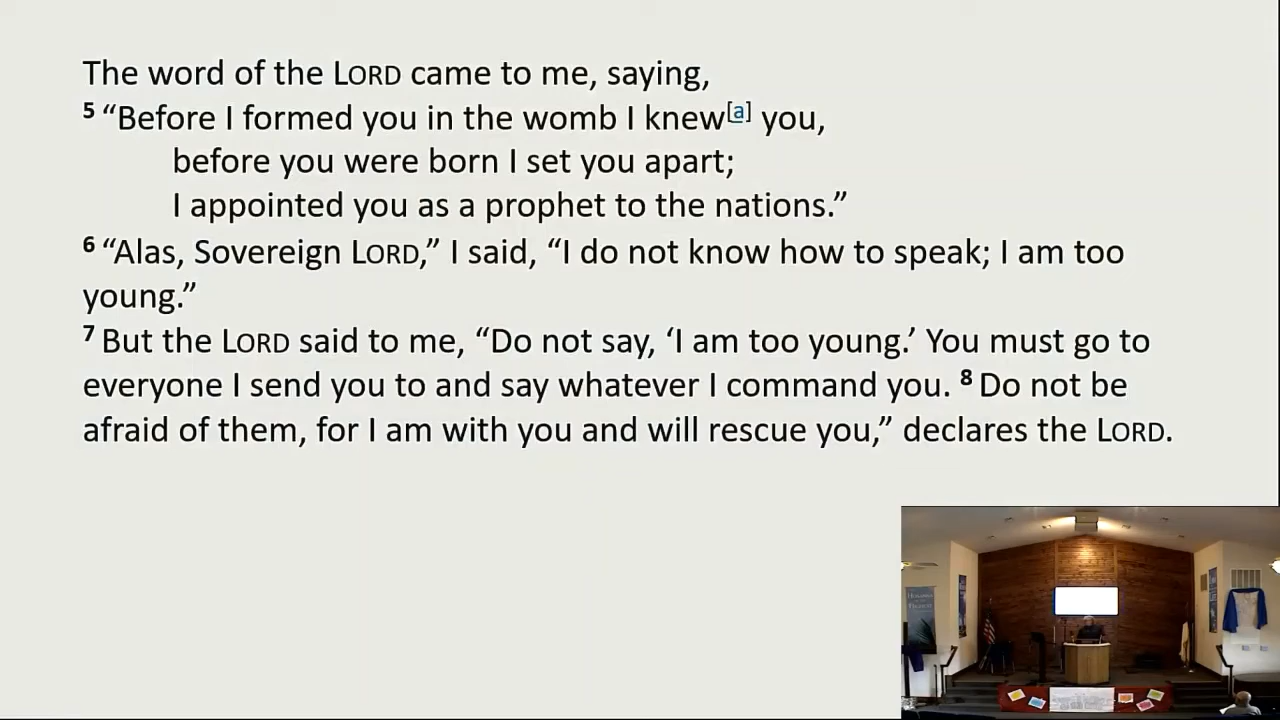 The word of the LORD came to me, saying,
5 “Before I formed you in the womb I knew[a] you,
before you were born I set you apart;
I appointed you as a prophet to the nations.”
6 “Alas, Sovereign LORD,” I said, “I do not know how to speak; I am too
young.”
7 But the LORD said to me, “Do not say, ‘I am too young.’ You must go to
everyone I send you to and say whatever I command you. 8 Do not be
afraid of them, for I am with you and will rescue you,” declares the LORD.